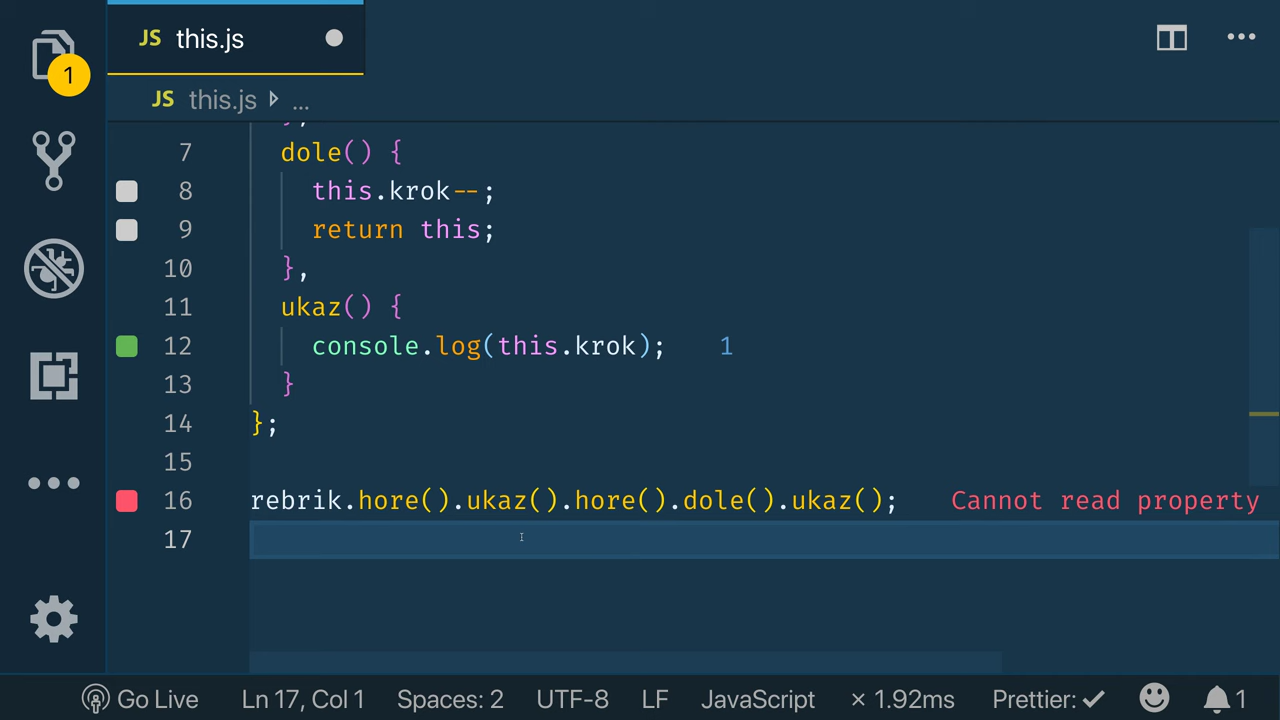 JS this.js
1
JS this.js ...
7 dole() {
8 this.krok--;
9 return this;
10 },
11 ukaz() {
12 console.log(this.krok); 1
13 }
14 };
15
16 rebrik.hore().ukaz().hore().dole().ukaz(); Cannot read property
17
Go Live Ln 17, Col 1 Spaces: 2 UTF-8 LF JavaScript × 1.92ms Prettier: ✓ 1